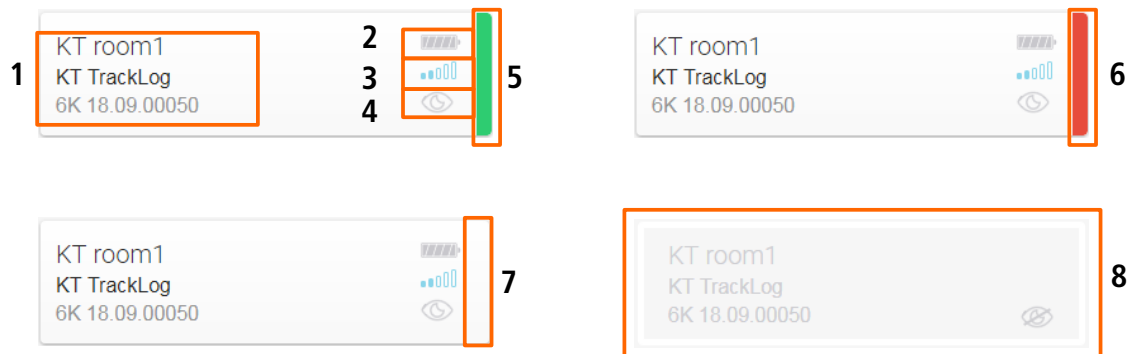 1
KT room1
KT TrackLog
6K 18.09.00050
2
3
4
5
KT room1
KT TrackLog
6K 18.09.00050
6
KT room1
KT TrackLog
6K 18.09.00050
7
KT room1
KT TrackLog
6K 18.09.00050
8